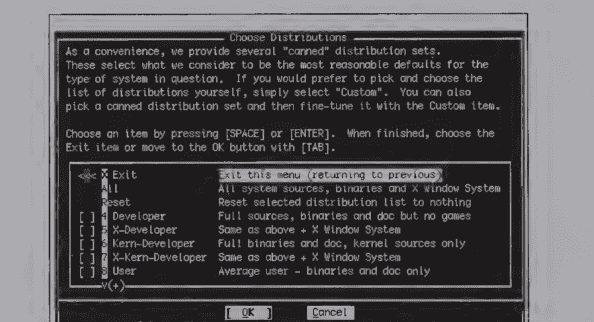 Choose Distributions
As a convenience, we provide several "canned" distribution sets.
These select what we consider to be the most reasonable defaults for the
type of system in question. If you would prefer to pick and choose the
list of distributions yourself, simply select "Custom". You can also
pick a canned distribution set and then fine-tune it with the Custom item.
Choose an item by pressing [SPACE] or [ENTER]. When finished, choose the
Exit item or move to the OK button with [TAB].
<<< X Exit Exit this menu (returning to previous)
All All system sources, binaries and X Window System
Reset Reset selected distribution list to nothing
[ ] 4 Developer Full sources, binaries and doc but no games
[ ] 5 X-Developer Same as above + X Window System
[ ] 6 Kern-Developer Full binaries and doc, kernel sources only
[ ] 7 X-Kern-Developer Same as above + X Window System
[ ] 8 User Average user - binaries and doc only
v(+)
[ OK ] Cancel